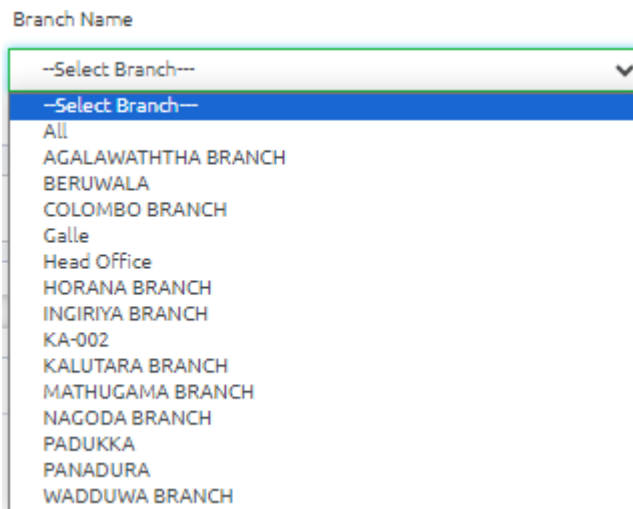 Branch Name
--Select Branch---
--Select Branch---
All
AGALAWATHTHA BRANCH
BERUWALA
COLOMBO BRANCH
Galle
Head Office
HORANA BRANCH
INGIRIYA BRANCH
KA-002
KALUTARA BRANCH
MATHUGAMA BRANCH
NAGODA BRANCH
PADUKKA
PANADURA
WADDUWA BRANCH